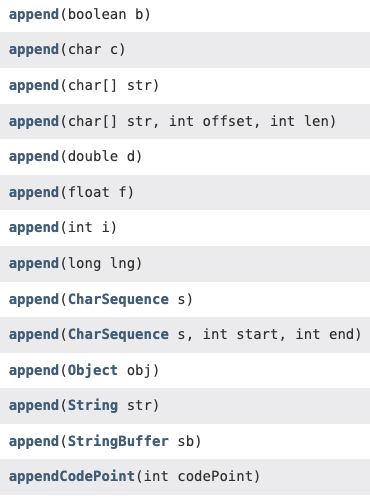 append(boolean b)
append(char c)
append(char[] str)
append(char[] str, int offset, int len)
append(double d)
append(float f)
append(int i)
append(long lng)
append(CharSequence s)
append(CharSequence s, int start, int end)
append(Object obj)
append(String str)
append(StringBuffer sb)
appendCodePoint(int codePoint)